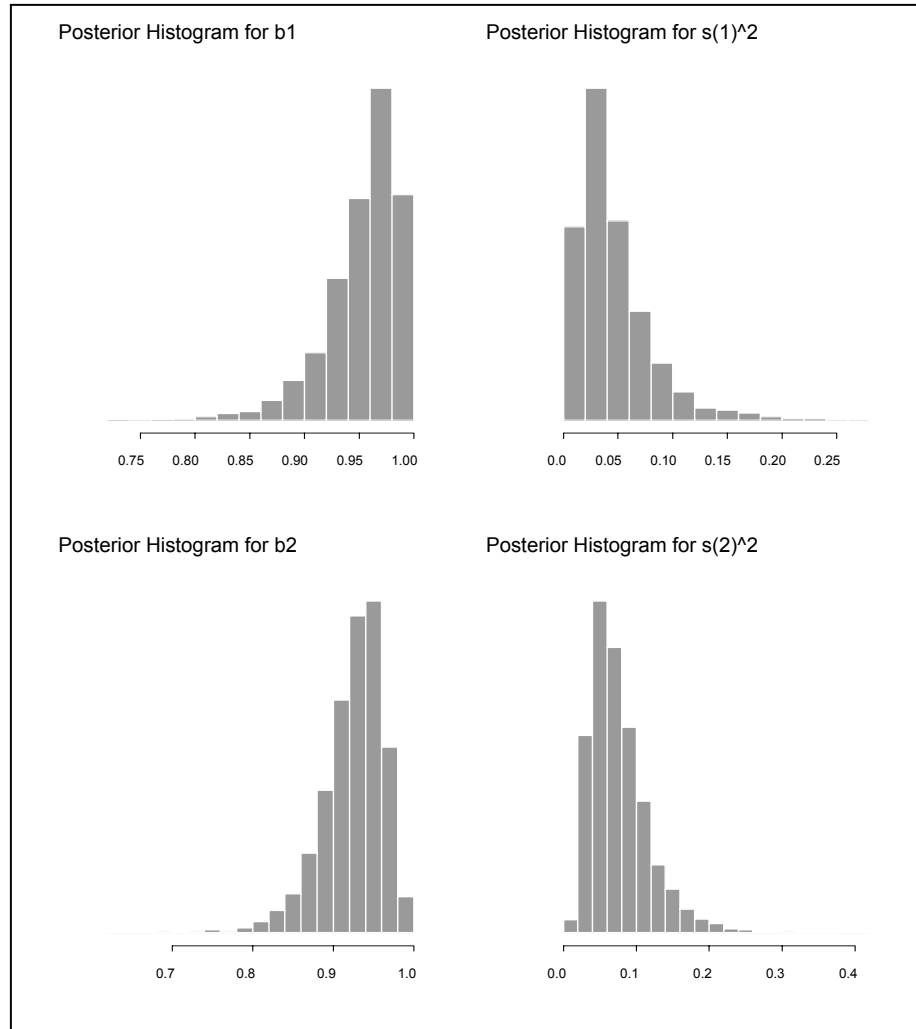 Posterior Histogram for b1
0.75 0.80 0.85 0.90 0.95 1.00
Posterior Histogram for s(1)^2
0.0 0.05 0.10 0.15 0.20 0.25
Posterior Histogram for b2
0.7 0.8 0.9 1.0
Posterior Histogram for s(2)^2
0.0 0.1 0.2 0.3 0.4